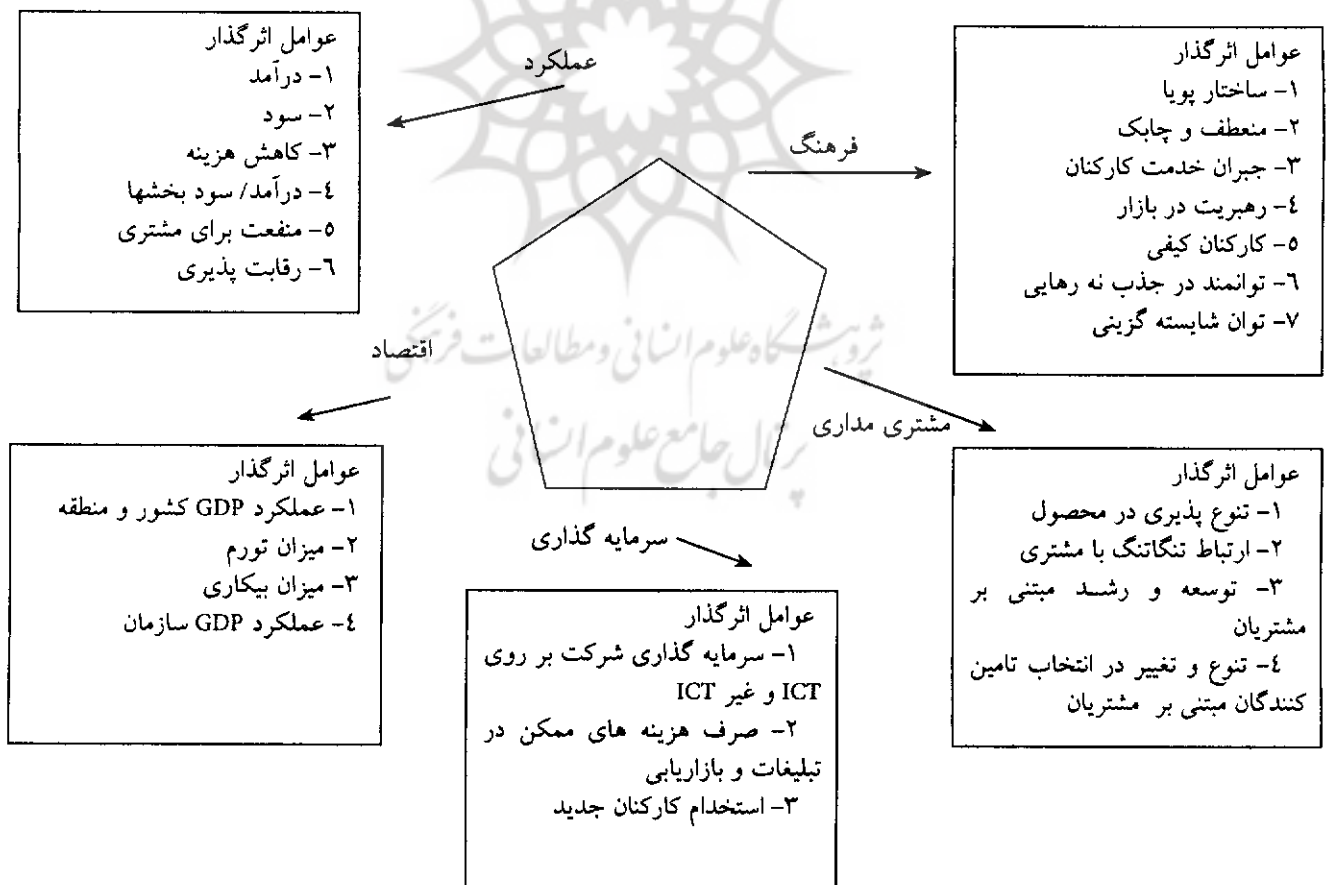 عملکرد
عوامل اثرگذار
۱- درآمد
۲- سود
۳- کاهش هزینه
٤- درآمد/ سود بخشها
٥- منفعت برای مشتری
٦- رقابت پذیری
فرهنگ
عوامل اثرگذار
۱- ساختار پویا
۲- منعطف و چابک
۳- جبران خدمت کارکنان
٤- رهبریت در بازار
٥- کارکنان کیفی
٦- توانمند در جذب نه رهایی
۷- توان شایسته گزینی
پژوهشگاه علوم انسانی و مطالعات فرهنگی
پرتال جامع علوم انسانی
اقتصاد
عوامل اثرگذار
۱- عملکرد GDP کشور و منطقه
۲- میزان تورم
۳- میزان بیکاری
٤- عملکرد GDP سازمان
مشتری مداری
عوامل اثرگذار
۱- تنوع پذیری در محصول
۲- ارتباط تنگاتنگ با مشتری
۳- توسعه و رشد مبتنی بر
مشتریان
٤- تنوع و تغییر در انتخاب تامین
کنندگان مبتنی بر مشتریان
سرمایه گذاری
عوامل اثرگذار
۱- سرمایه گذاری شرکت بر روی
ICT و غیر ICT
۲- صرف هزینه های ممکن در
تبلیغات و بازاریابی
۳- استخدام کارکنان جدید